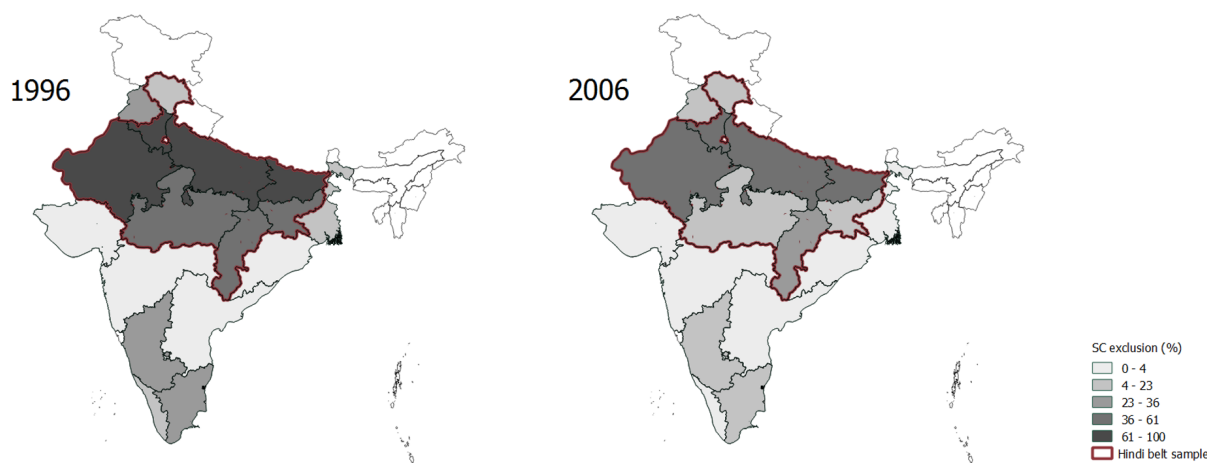 1996
2006
SC exclusion (%)
0 - 4
4 - 23
23 - 36
36 - 61
61 - 100
Hindi belt sample